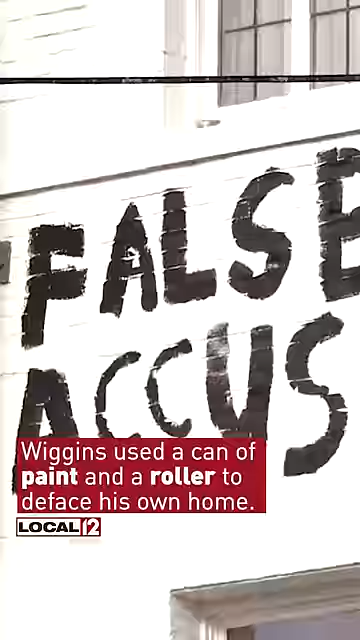 FALSE
ACCUS
Wiggins used a can of
paint and a roller to
deface his own home.
LOCAL 12